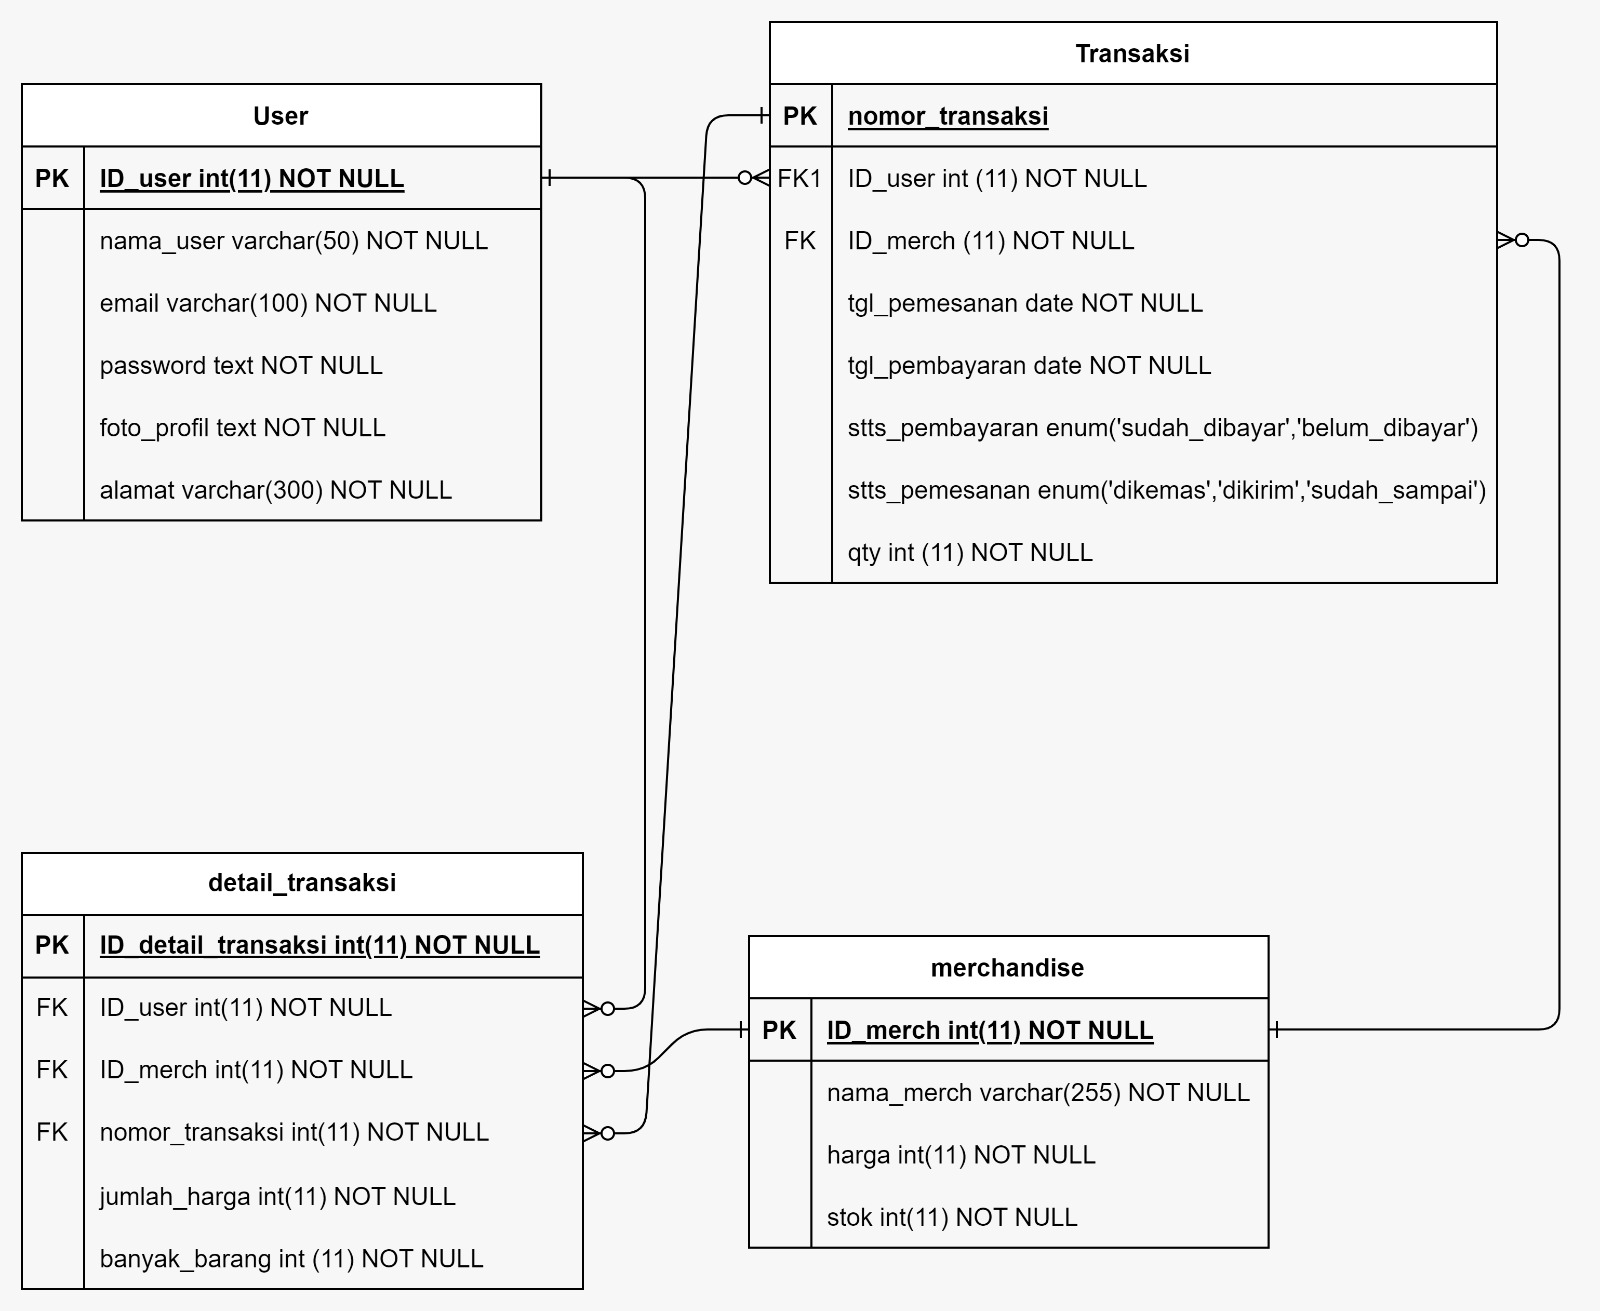 User
PK ID_user int(11) NOT NULL
nama_user varchar(50) NOT NULL
email varchar(100) NOT NULL
password text NOT NULL
foto_profil text NOT NULL
alamat varchar(300) NOT NULL
Transaksi
PK nomor_transaksi
FK1 ID_user int (11) NOT NULL
FK ID_merch (11) NOT NULL
tgl_pemesanan date NOT NULL
tgl_pembayaran date NOT NULL
stts_pembayaran enum('sudah_dibayar','belum_dibayar')
stts_pemesanan enum('dikemas','dikirim','sudah_sampai')
qty int (11) NOT NULL
detail_transaksi
PK ID_detail_transaksi int(11) NOT NULL
FK ID_user int(11) NOT NULL
FK ID_merch int(11) NOT NULL
FK nomor_transaksi int(11) NOT NULL
jumlah_harga int(11) NOT NULL
banyak_barang int (11) NOT NULL
merchandise
PK ID_merch int(11) NOT NULL
nama_merch varchar(255) NOT NULL
harga int(11) NOT NULL
stok int(11) NOT NULL